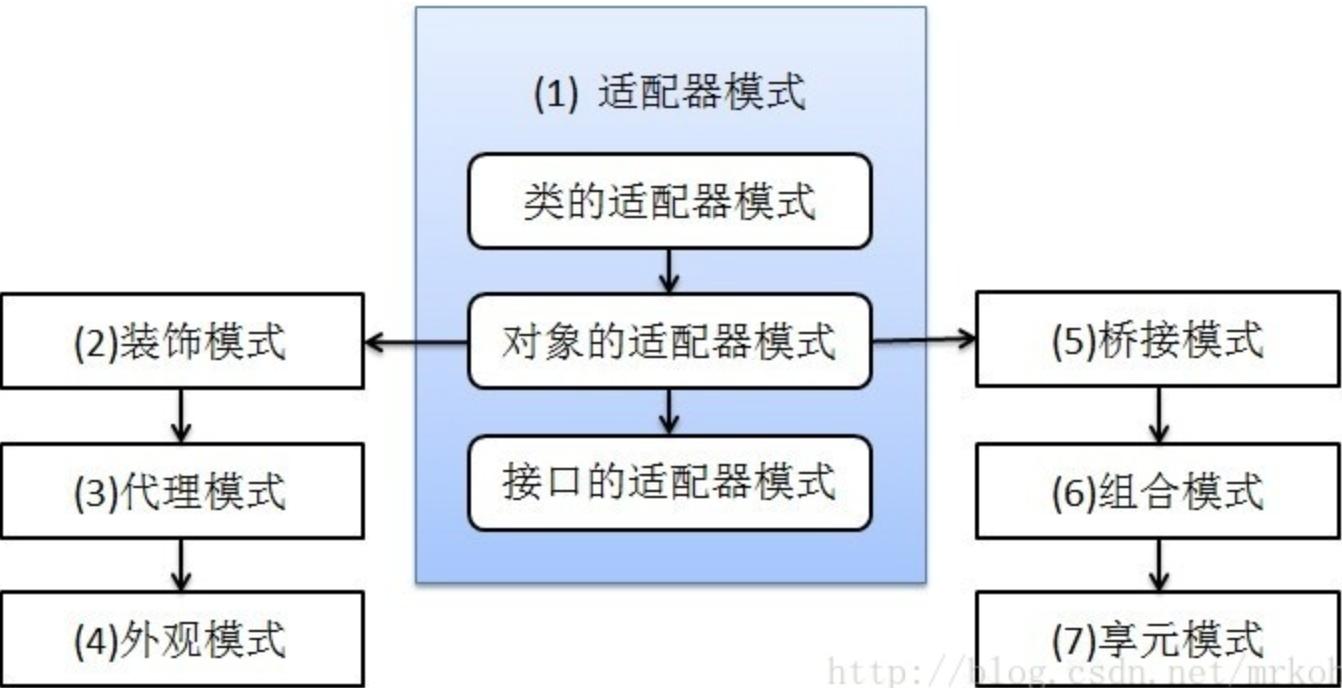 (1) 适配器模式
类的适配器模式
对象的适配器模式
接口的适配器模式
(2)装饰模式
(3)代理模式
(4)外观模式
(5)桥接模式
(6)组合模式
(7)享元模式
http://blog.csdn.net/mrkoh